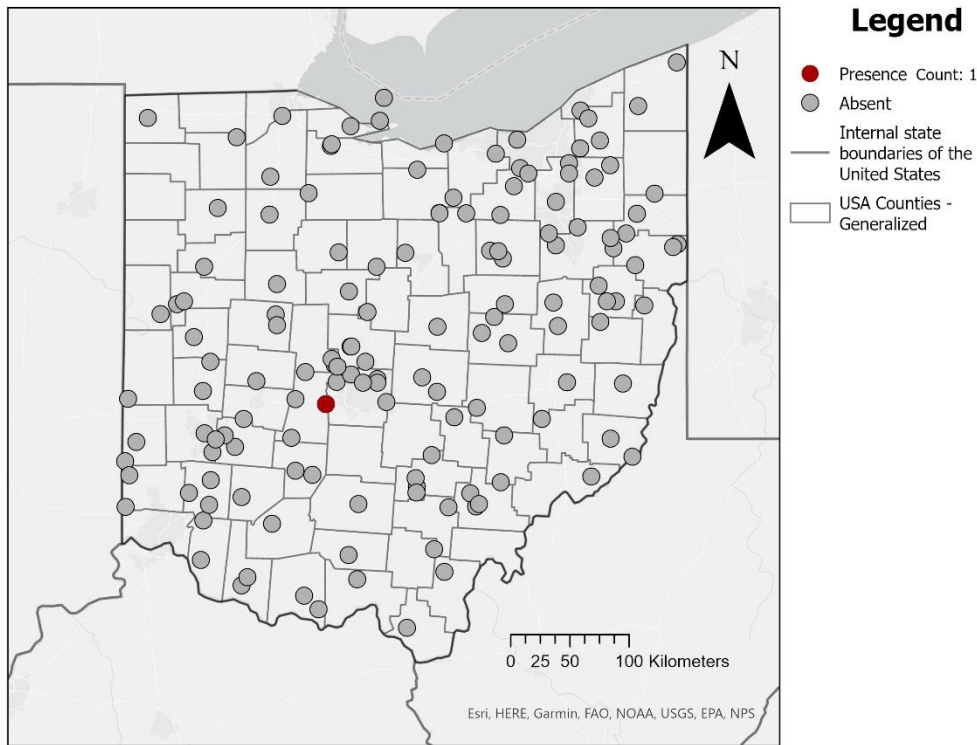 Legend
N
Presence Count: 1
Absent
Internal state
boundaries of the
United States
USA Counties -
Generalized
0 25 50 100 Kilometers
Esri, HERE, Garmin, FAO, NOAA, USGS, EPA, NPS